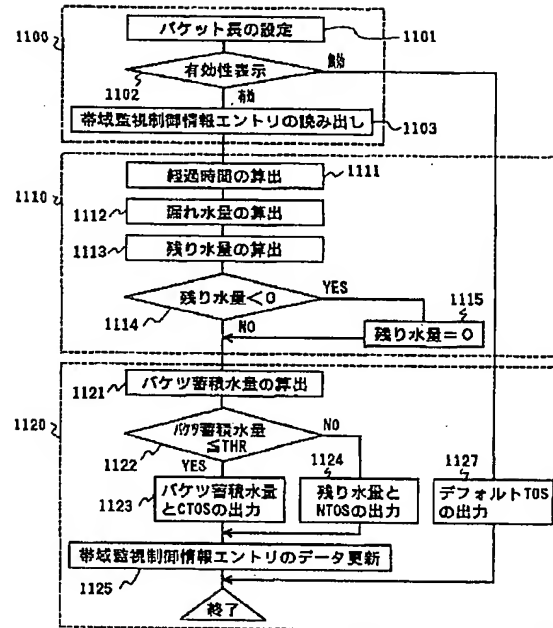 1100
パケット長の設定
1101
有効性表示
無効
1102
有効
帯域監視制御情報エントリの読み出し
1103
1110
経過時間の算出
1111
1112
漏れ水量の算出
1113
残り水量の算出
残り水量<0
YES
1114
NO
1115
残り水量=0
1120
1121
バケツ蓄積水量の算出
バケツ蓄積水量
≦THR
NO
1122
YES
1123
バケツ蓄積水量
とCTOSの出力
1124
残り水量と
NTOSの出力
1127
デフォルトTOS
の出力
帯域監視制御情報エントリのデータ更新
1125
終了